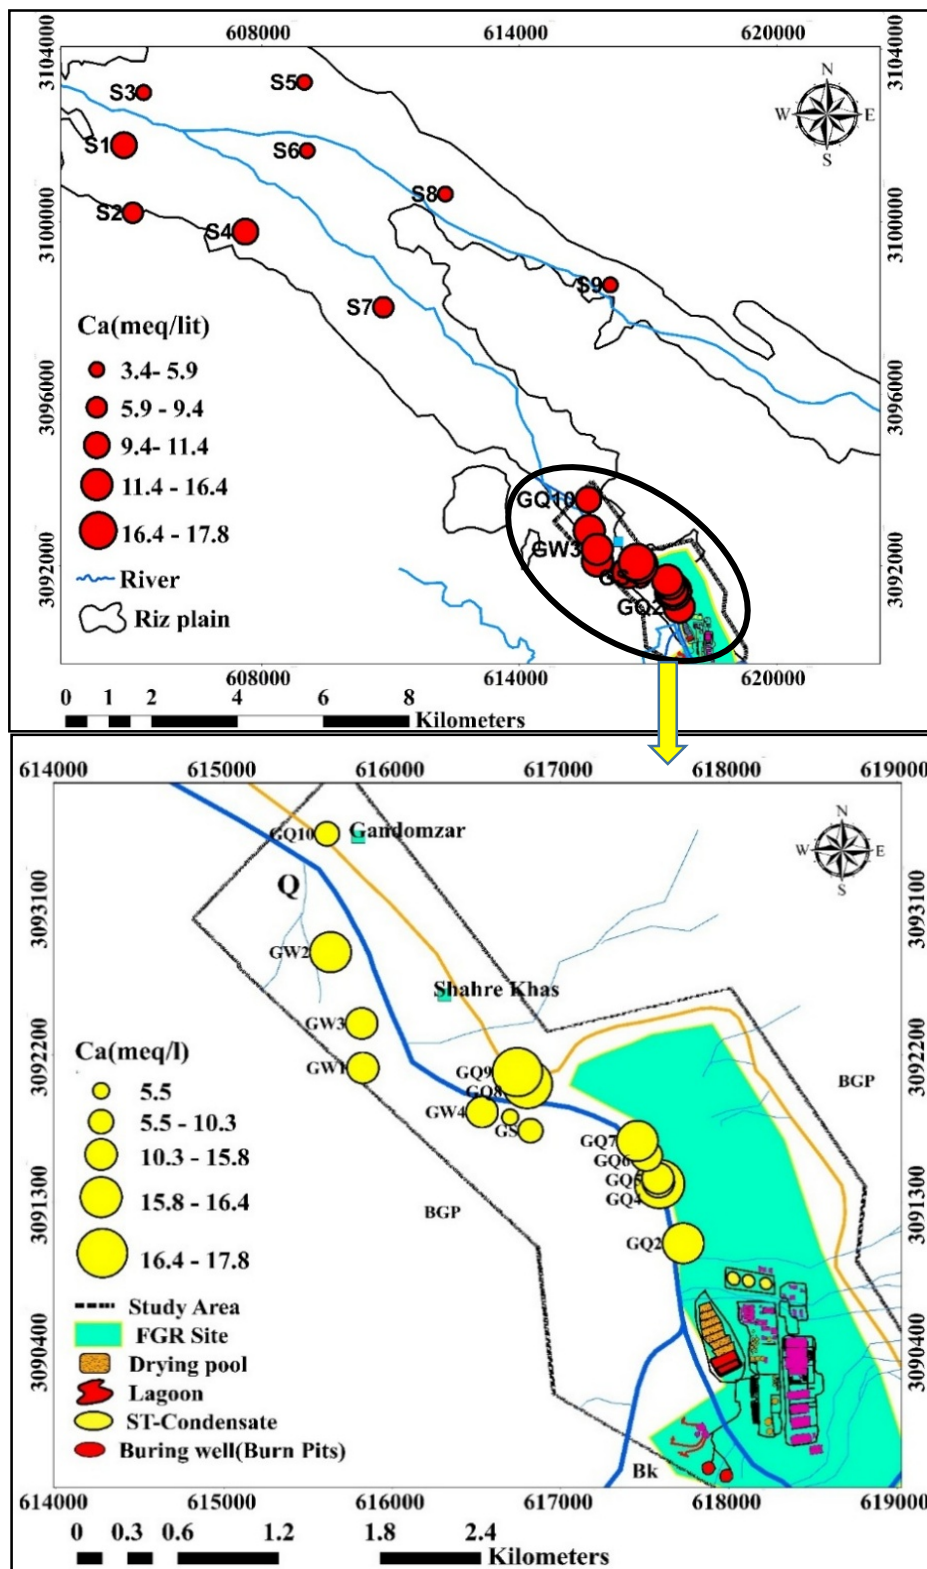 608000 614000 620000
3104000 3104000
N
W E
S
S3
S5
S1
S6
S8
S2
S4
3100000 3100000
S9
S7
Ca(meq/lit)
3.4- 5.9
5.9 - 9.4
9.4- 11.4
11.4 - 16.4
16.4 - 17.8
River
Riz plain
3096000 3096000
GQ10
GW3
GS
GQ2
3092000 3092000
608000 614000 620000
0 1 2 4 6 8
Kilometers
614000 615000 616000 617000 618000 619000
N
W E
S
GQ10 Gandomzar
BGP
Q
3093100 3093100
GW2
Shahre Khas
GW3
3092200 3092200
Ca(meq/l)
5.5
5.5 - 10.3
10.3 - 15.8
15.8 - 16.4
16.4 - 17.8
GW1
GQ9
GQ8
BGP
GW4
GS
GQ7
GQ6
GQ5
GQ4
BGP
3091300 3091300
GQ2
Study Area
FGR Site
Drying pool
Lagoon
ST-Condensate
Buring well(Burn Pits)
3090400 3090400
Bk
614000 615000 616000 617000 618000 619000
0 0.3 0.6 1.2 1.8 2.4
Kilometers